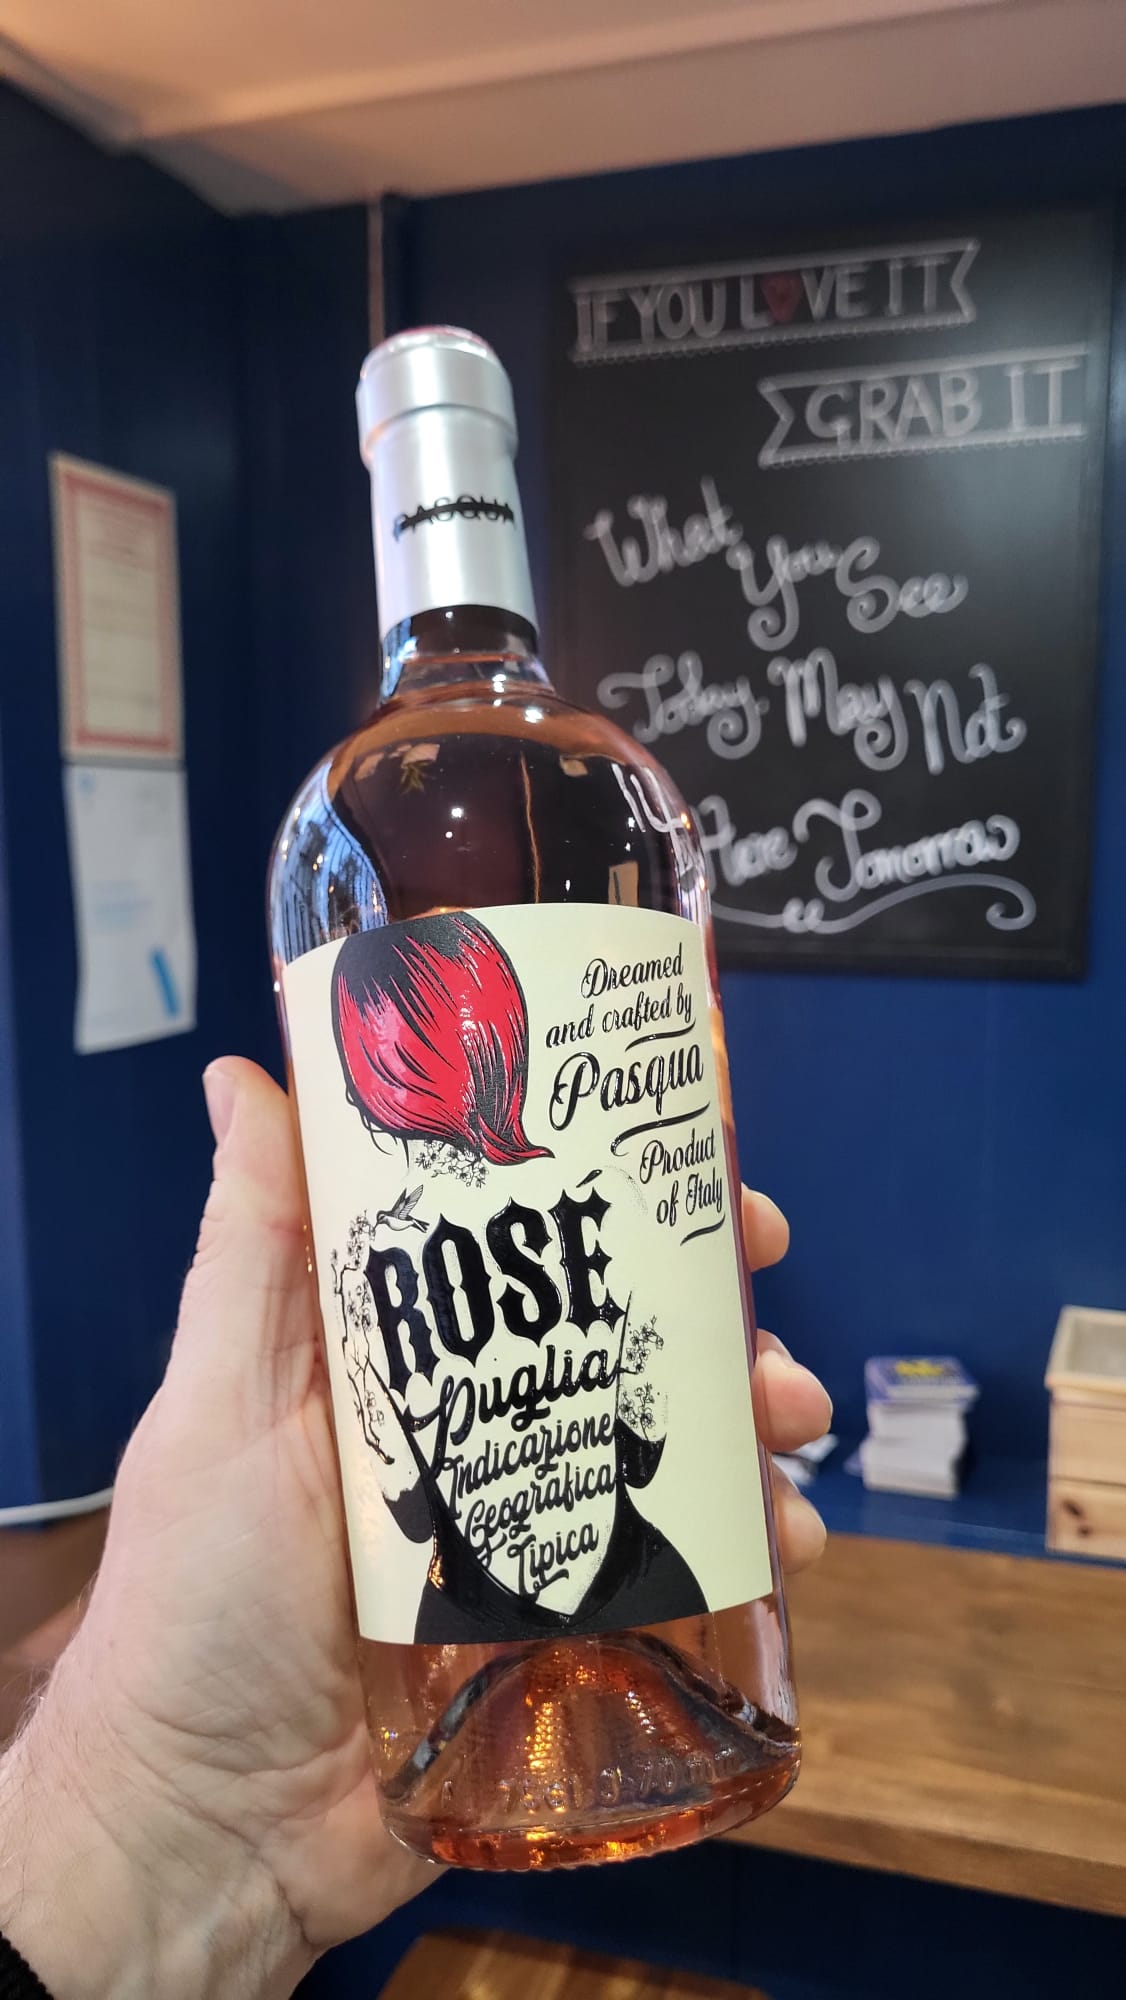 IF YOU LOVE IT
GRAB IT
What
You See
Today. May Not
Here Tomorrow
PASQUA
Dreamed
and crafted by
Pasqua
Product
of Italy
ROSÉ
Puglia
Indicazione
Geografica
Tipica